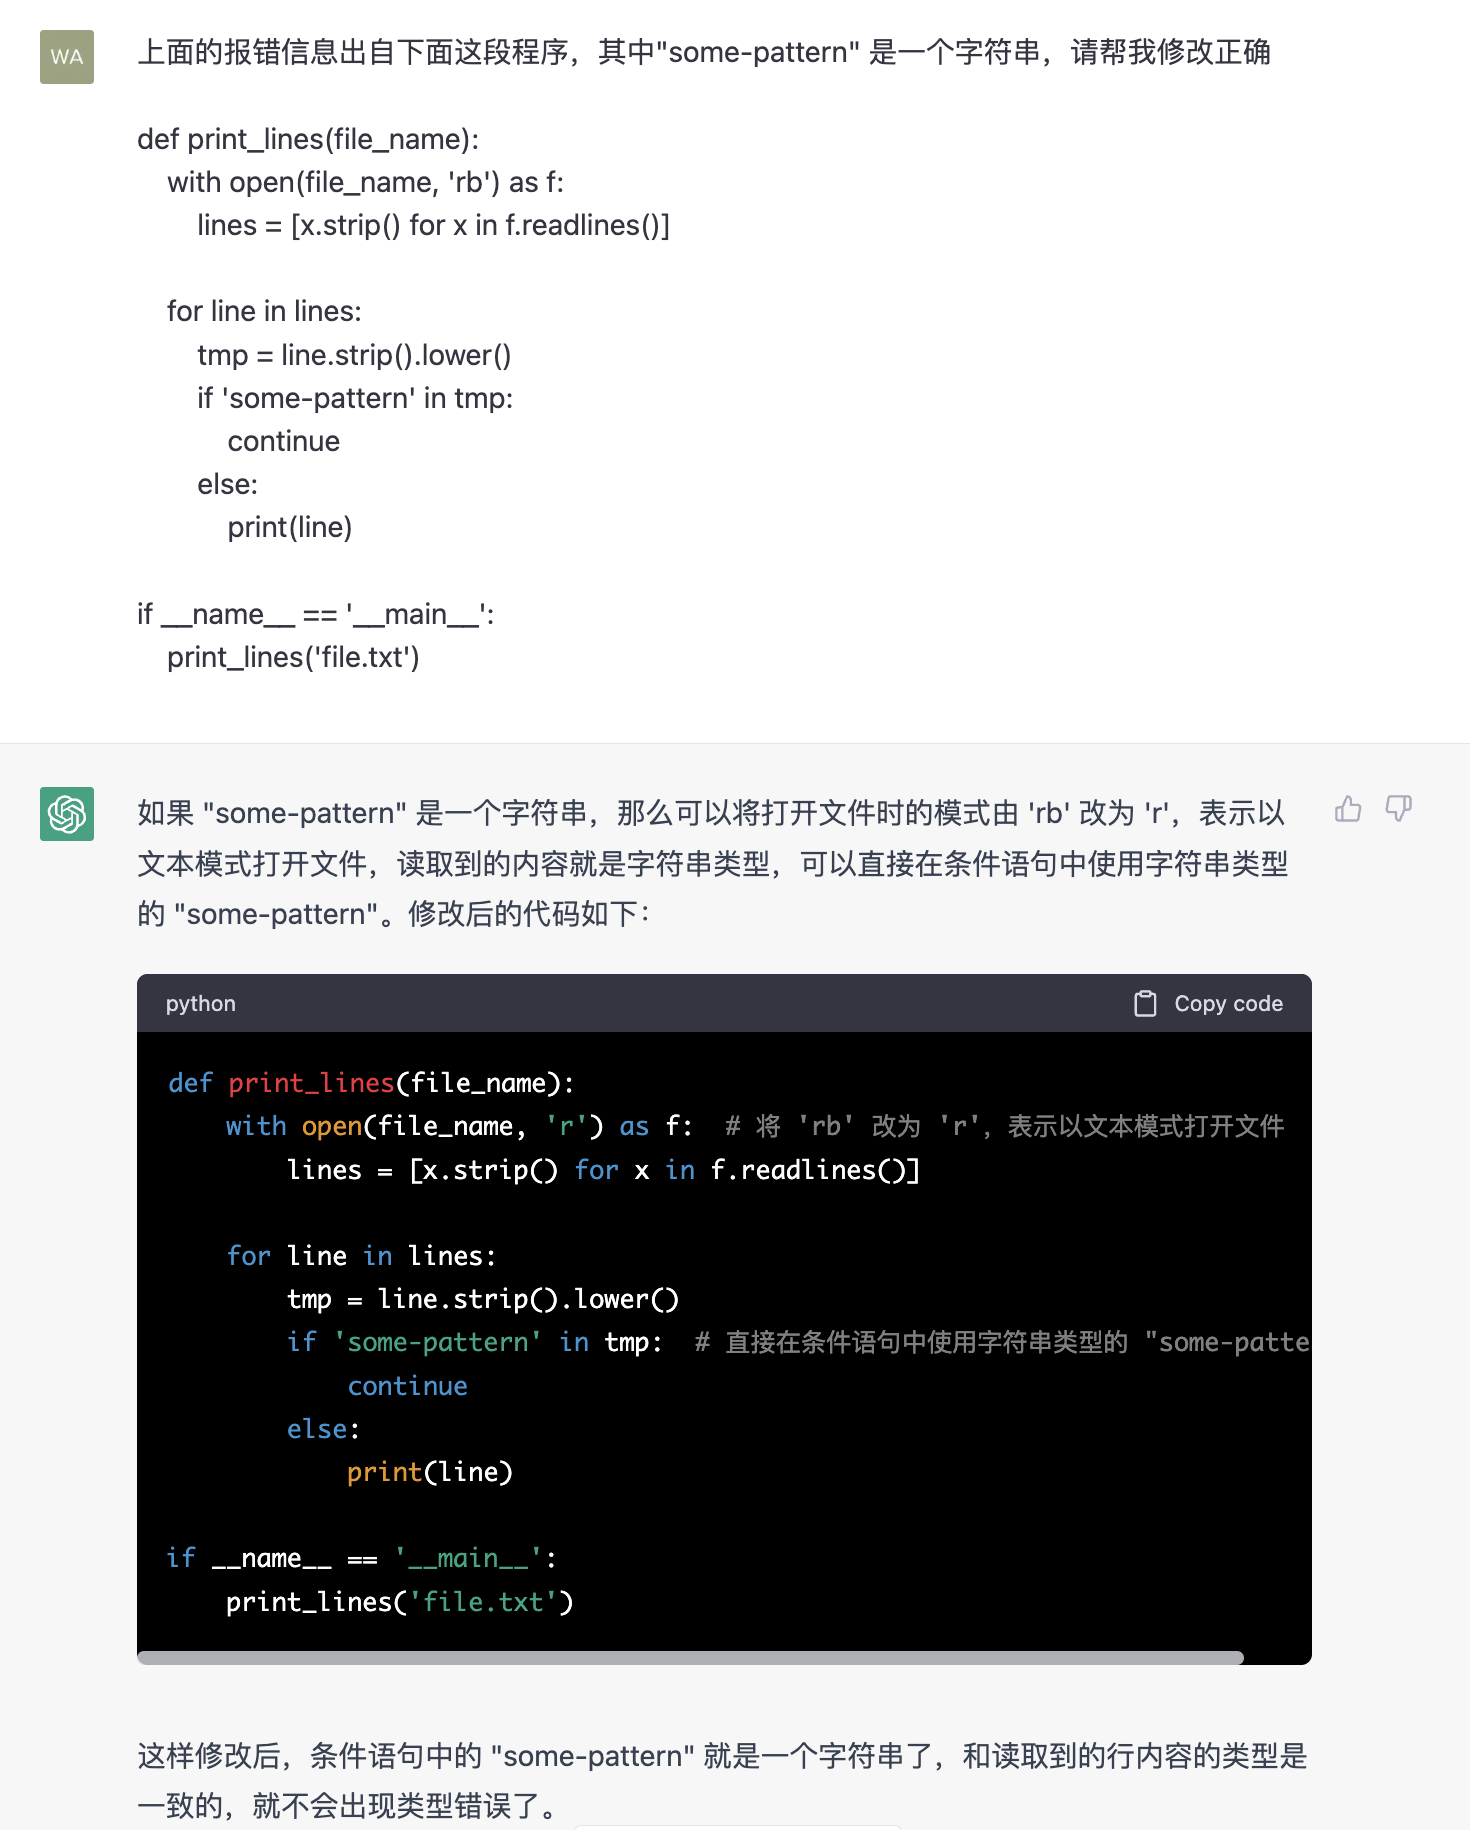 WA
上面的报错信息出自下面这段程序，其中"some-pattern" 是一个字符串，请帮我修改正确
def print_lines(file_name):
    with open(file_name, 'rb') as f:
        lines = [x.strip() for x in f.readlines()]
    for line in lines:
        tmp = line.strip().lower()
        if 'some-pattern' in tmp:
            continue
        else:
            print(line)
if __name__ == '__main__':
    print_lines('file.txt')
如果 "some-pattern" 是一个字符串，那么可以将打开文件时的模式由 'rb' 改为 'r'，表示以
文本模式打开文件，读取到的内容就是字符串类型，可以直接在条件语句中使用字符串类型
的 "some-pattern"。修改后的代码如下：
python
Copy code
def print_lines(file_name):
    with open(file_name, 'r') as f:  # 将 'rb' 改为 'r'，表示以文本模式打开文件
        lines = [x.strip() for x in f.readlines()]
    for line in lines:
        tmp = line.strip().lower()
        if 'some-pattern' in tmp:  # 直接在条件语句中使用字符串类型的 "some-patte
            continue
        else:
            print(line)
if __name__ == '__main__':
    print_lines('file.txt')
这样修改后，条件语句中的 "some-pattern" 就是一个字符串了，和读取到的行内容的类型是
一致的，就不会出现类型错误了。